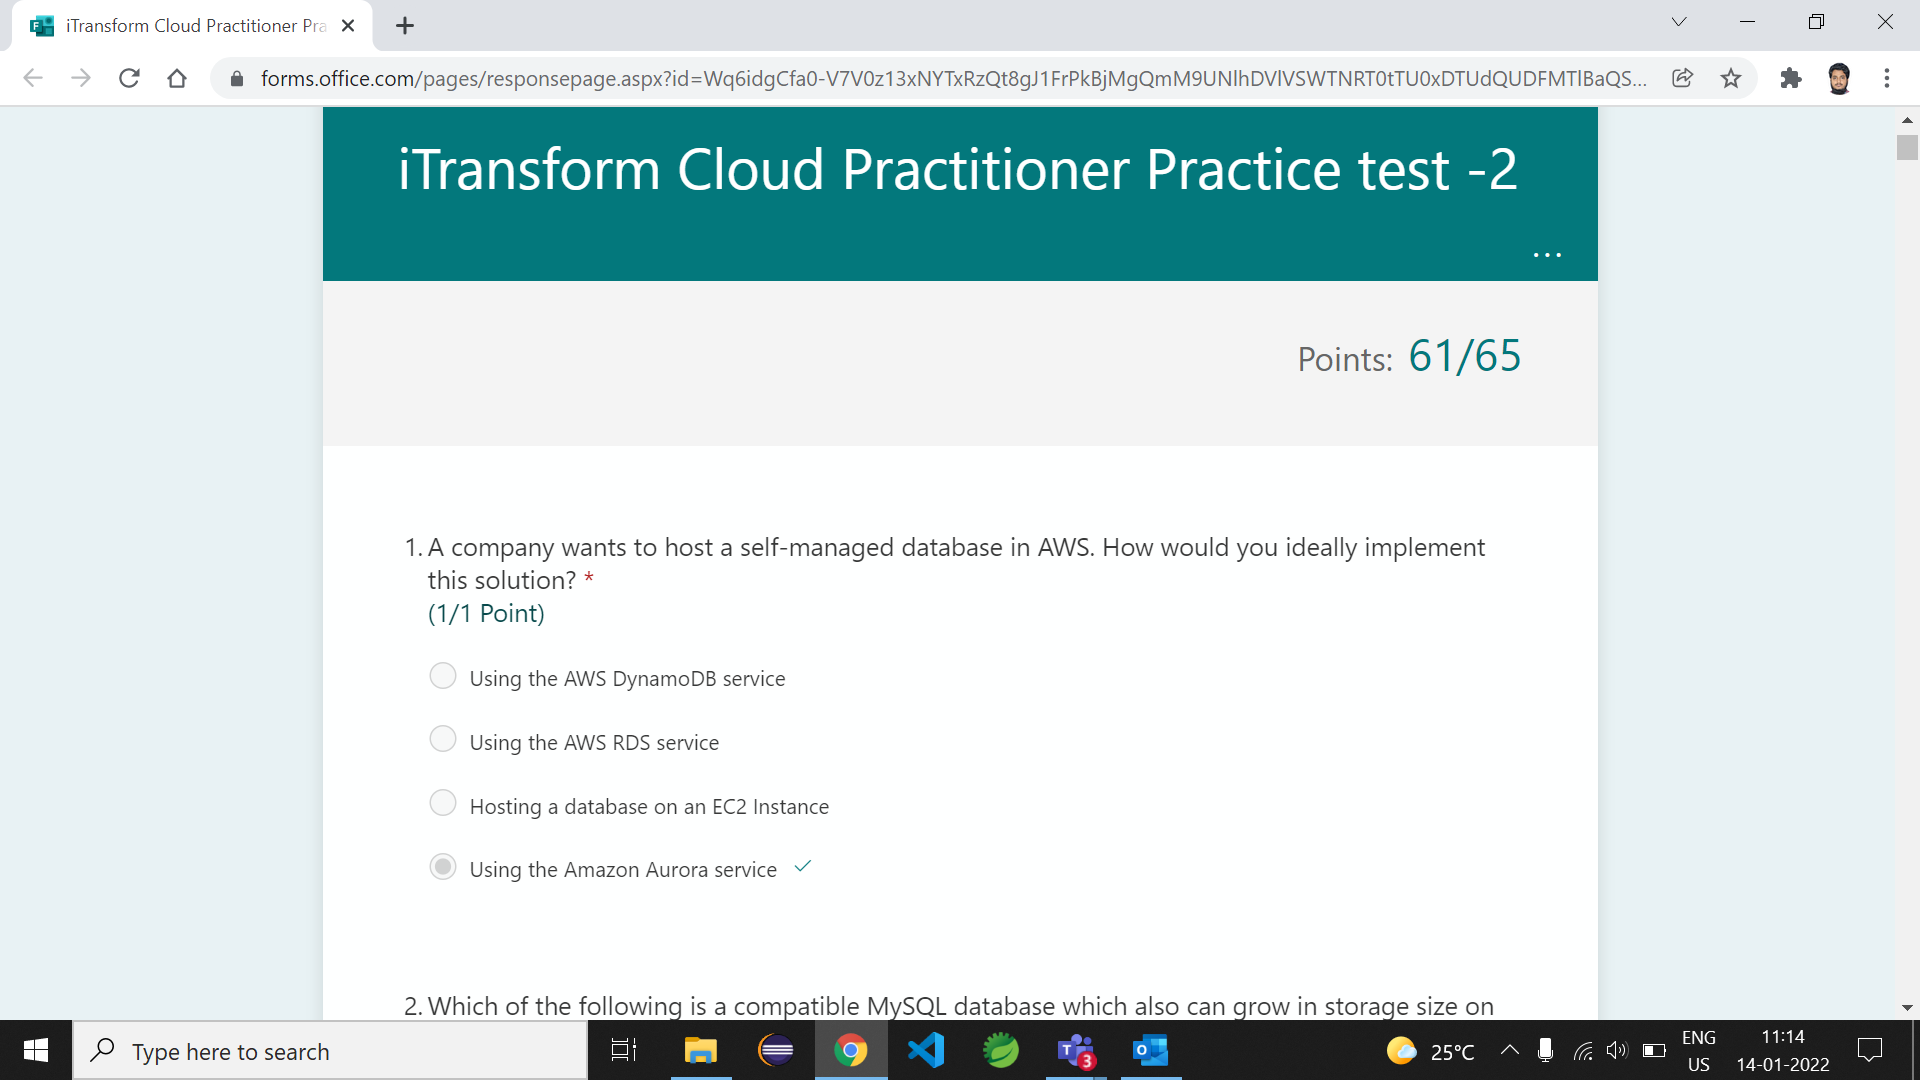 iTransform Cloud Practitioner Pra
forms.office.com/pages/responsepage.aspx?id=Wq6idgCfa0-V7V0z13xNYTxRzQt8gJ1FrPkBjMgQmM9UNlhDVlVSWTNRT0tTU0xDTUdQUDFMTlBaQS...
iTransform Cloud Practitioner Practice test -2
...
Points: 61/65
1. A company wants to host a self-managed database in AWS. How would you ideally implement
this solution? *
(1/1 Point)
Using the AWS DynamoDB service
Using the AWS RDS service
Hosting a database on an EC2 Instance
Using the Amazon Aurora service
2. Which of the following is a compatible MySQL database which also can grow in storage size on
Type here to search
T
3
O
25°C
ENG
US
11:14
14-01-2022